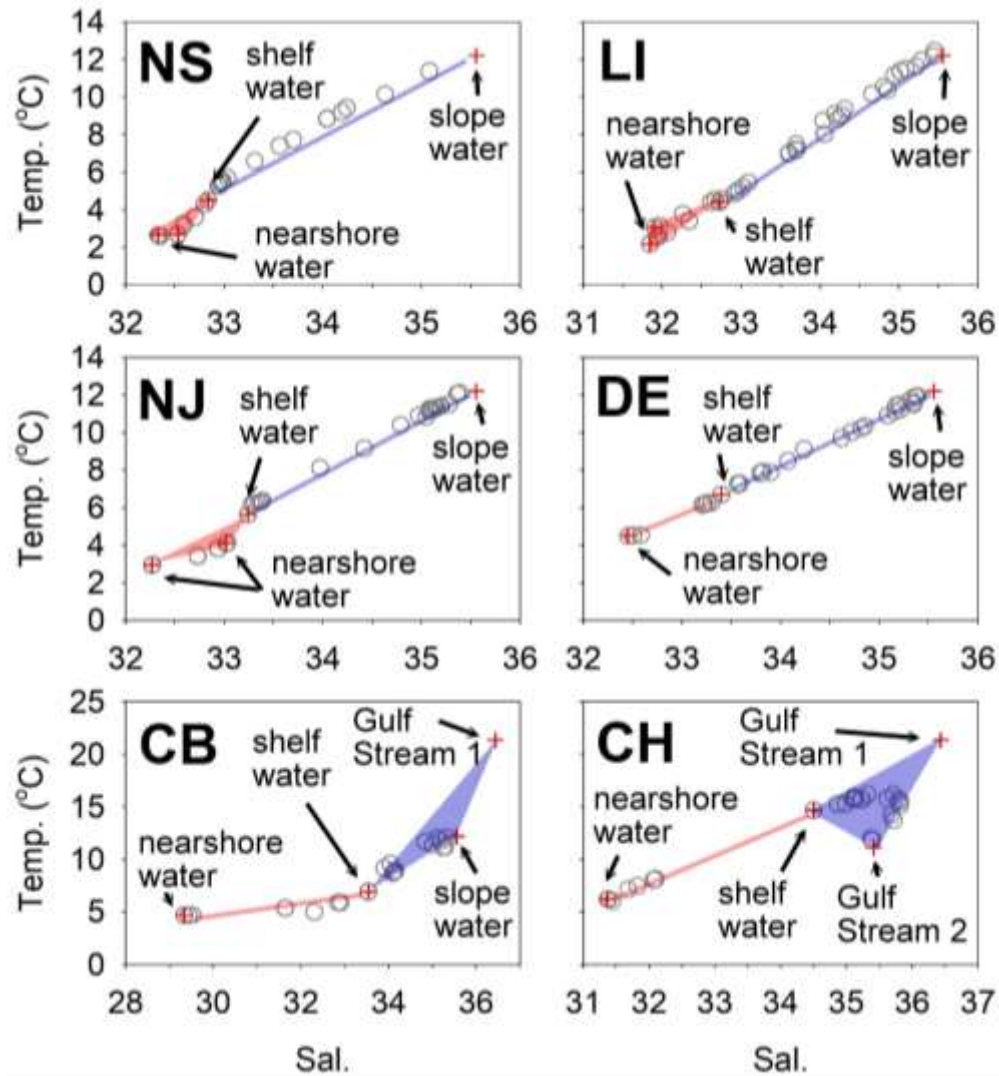 NS
LI
14
12
10
8
6
4
2
0
Temp. (°C)
shelf
water
slope
water
nearshore
water
32
33
34
35
36
nearshore
water
slope
water
shelf
water
31
32
33
34
35
36
NJ
DE
14
12
10
8
6
4
2
0
Temp. (°C)
shelf
water
slope
water
nearshore
water
32
33
34
35
36
shelf
water
slope
water
nearshore
water
32
33
34
35
36
CB
CH
25
20
15
10
5
0
Temp. (°C)
Gulf
Stream 1
shelf
water
nearshore
water
slope
water
28
30
32
34
36
Sal.
Gulf
Stream 1
nearshore
water
shelf
water
Gulf
Stream 2
31
32
33
34
35
36
37
Sal.